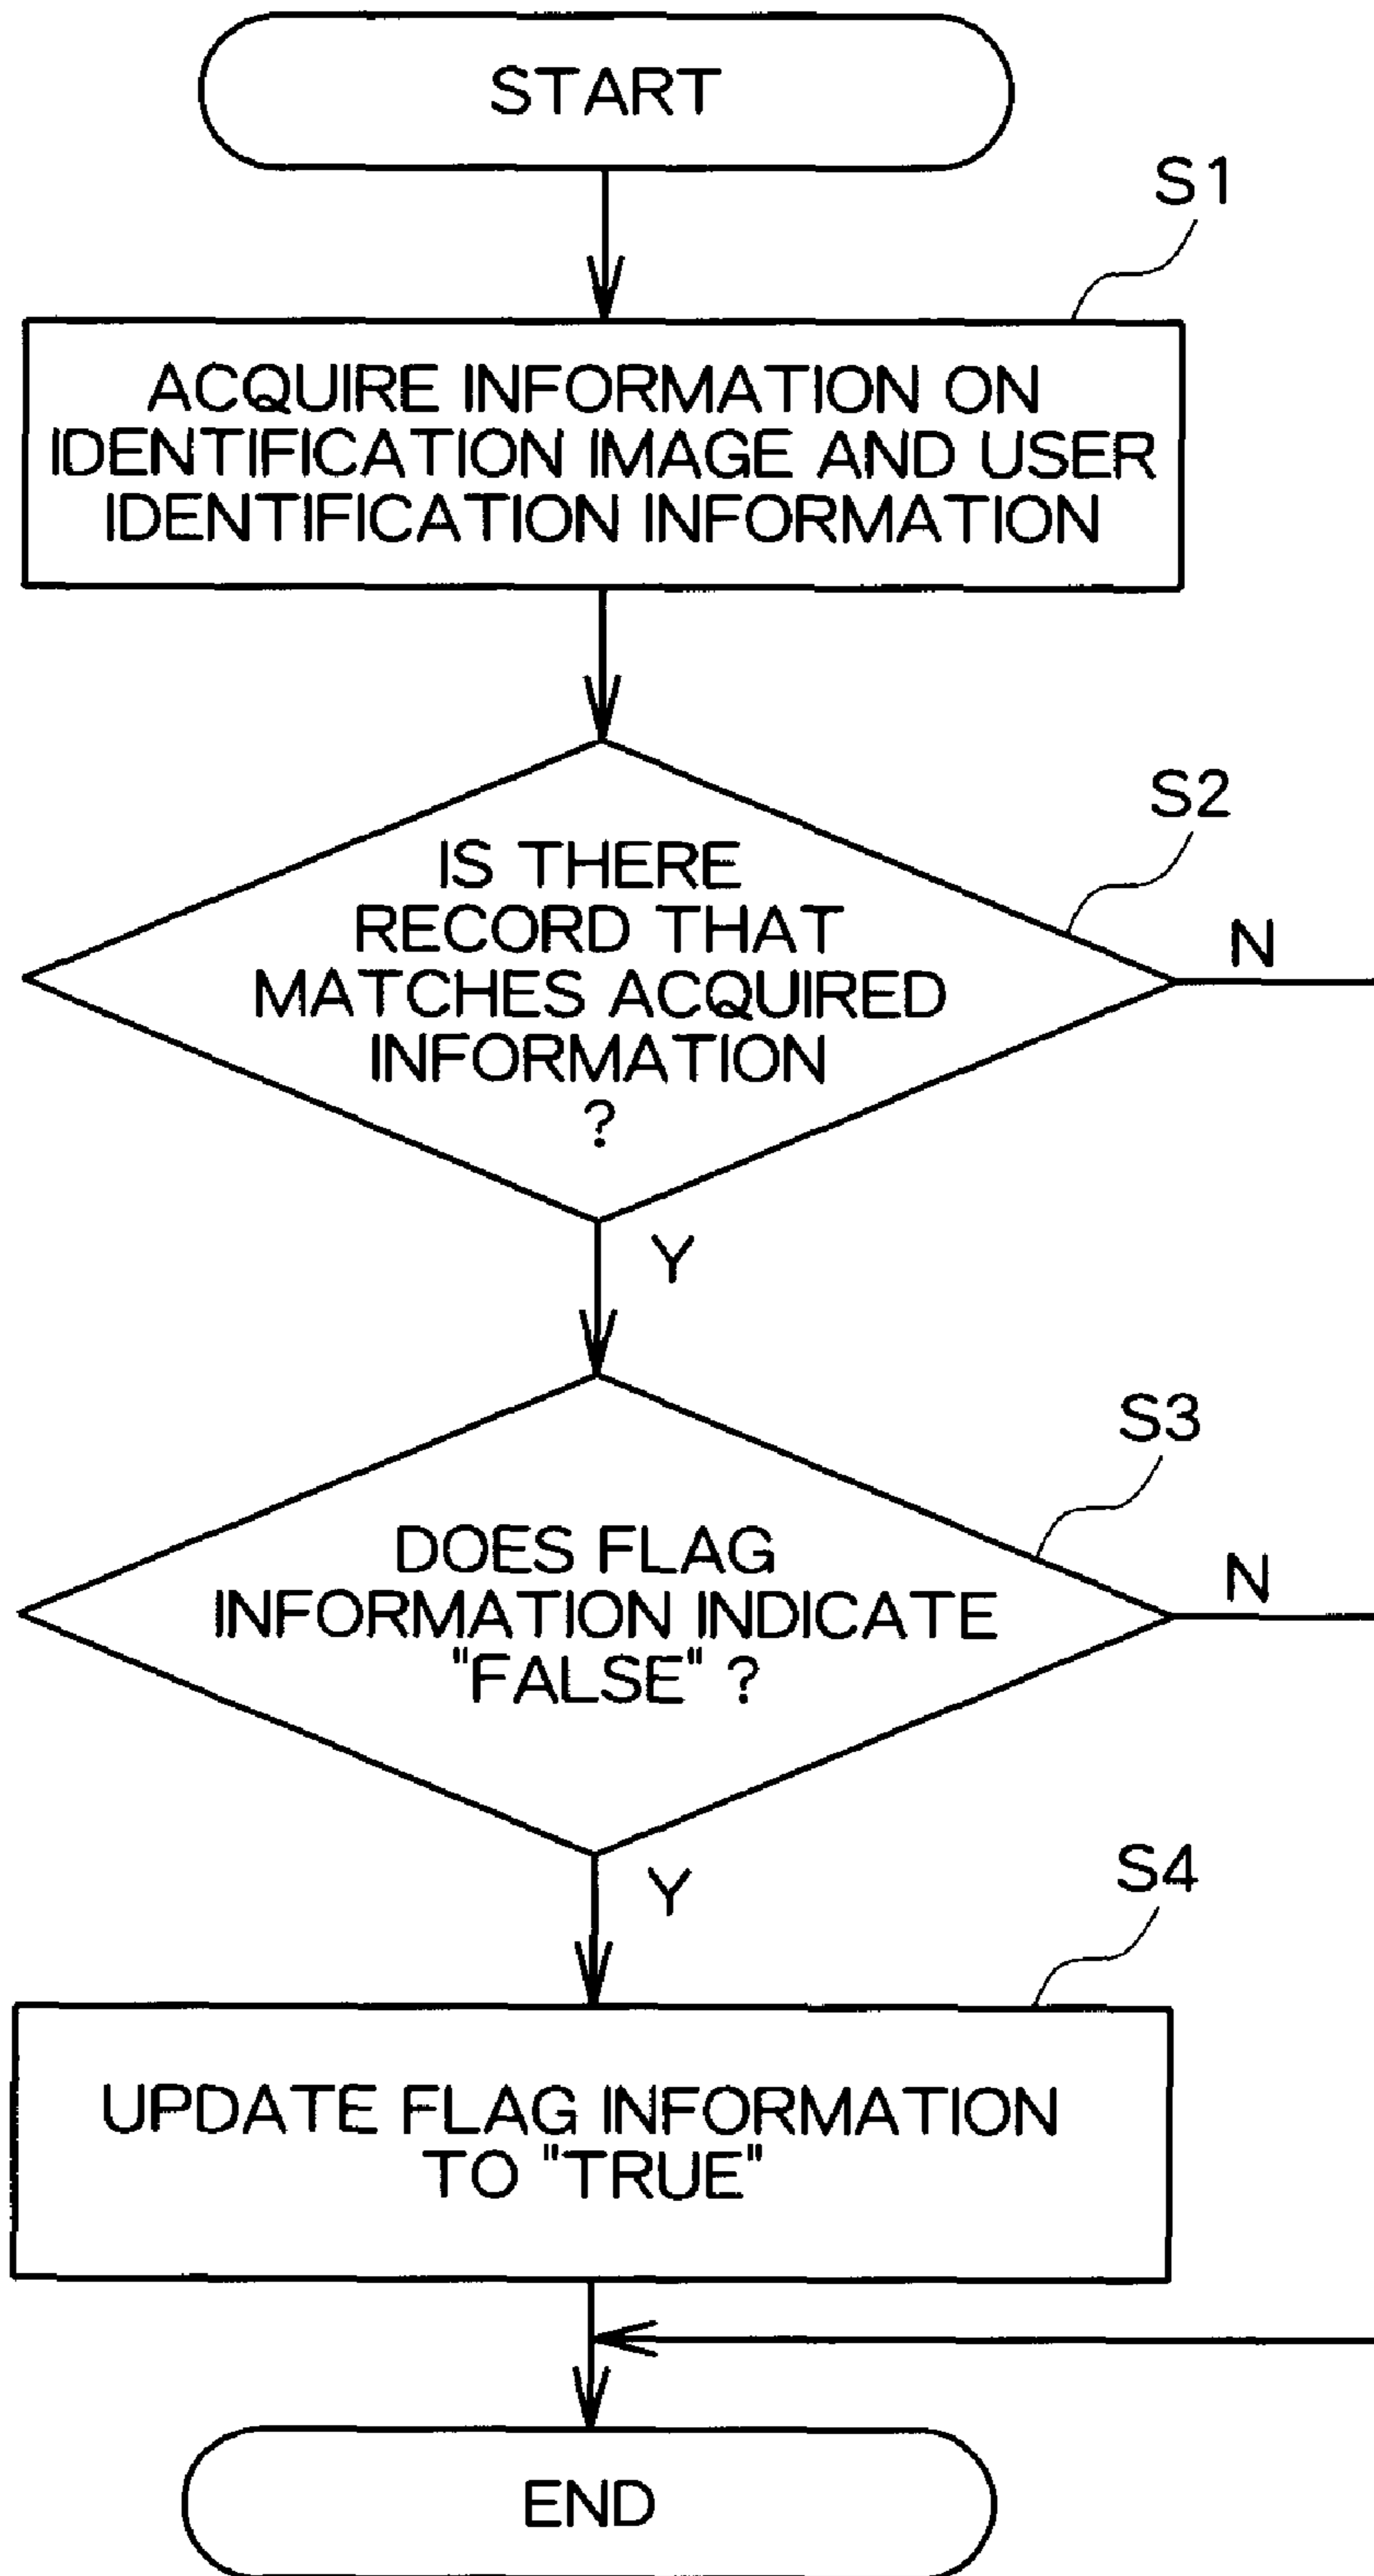 START
S1
ACQUIRE INFORMATION ON
IDENTIFICATION IMAGE AND USER
IDENTIFICATION INFORMATION
S2
IS THERE
RECORD THAT
MATCHES ACQUIRED
INFORMATION
?
N
Y
S3
DOES FLAG
INFORMATION INDICATE
"FALSE" ?
N
Y
S4
UPDATE FLAG INFORMATION
TO "TRUE"
END